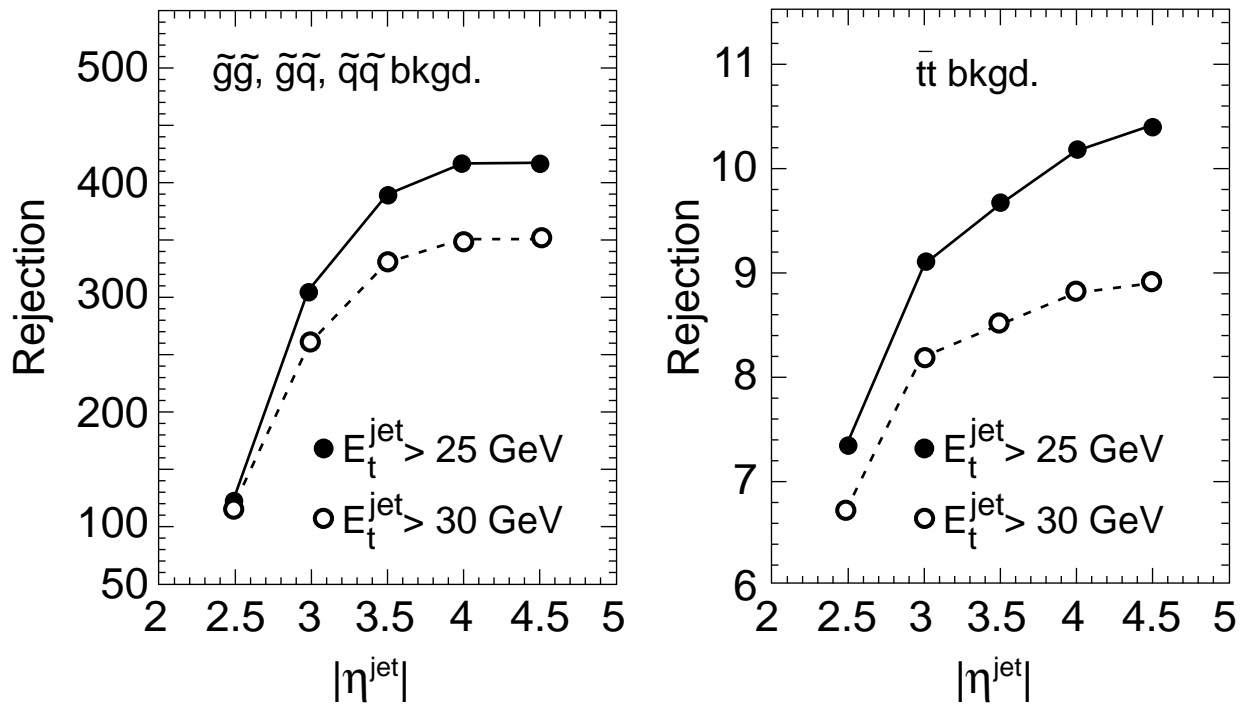 g̃g̃, g̃q̃, q̃q̃ bkgd.
Rejection
500
400
300
200
100
50
E_t^jet > 25 GeV
E_t^jet > 30 GeV
2 2.5 3 3.5 4 4.5 5
|η^jet|
t̄t bkgd.
Rejection
11
10
9
8
7
6
E_t^jet > 25 GeV
E_t^jet > 30 GeV
2 2.5 3 3.5 4 4.5 5
|η^jet|